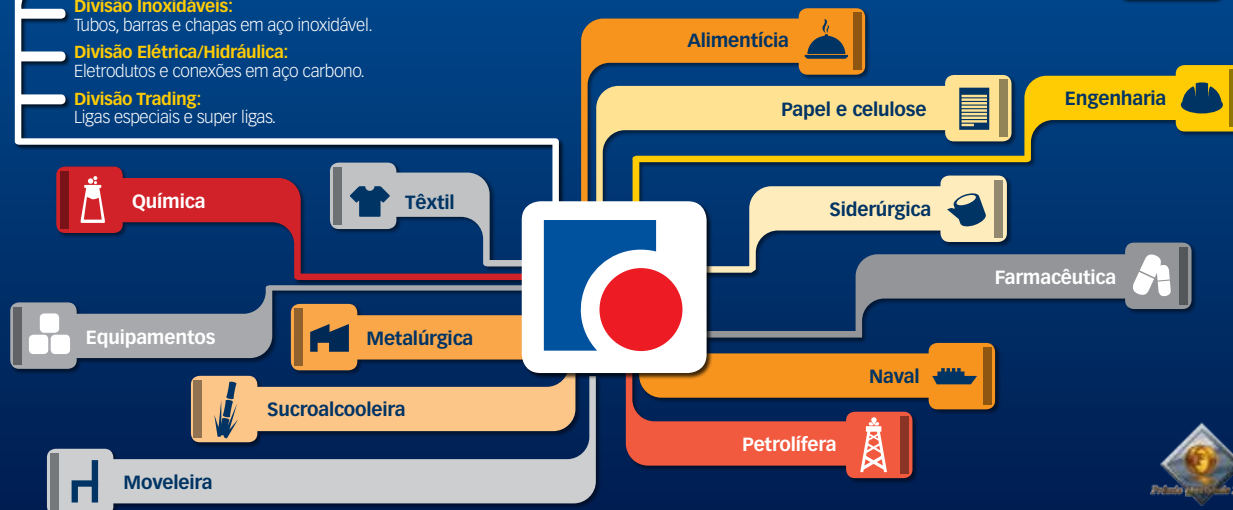 Divisão Inoxidáveis:
Tubos, barras e chapas em aço inoxidável.
Divisão Elétrica/Hidráulica:
Eletrodutos e conexões em aço carbono.
Divisão Trading:
Ligas especiais e super ligas.
Alimentícia
Papel e celulose
Engenharia
Química
Têxtil
Siderúrgica
Farmacêutica
Equipamentos
Metalúrgica
Naval
Sucroalcooleira
Petrolífera
Moveleira